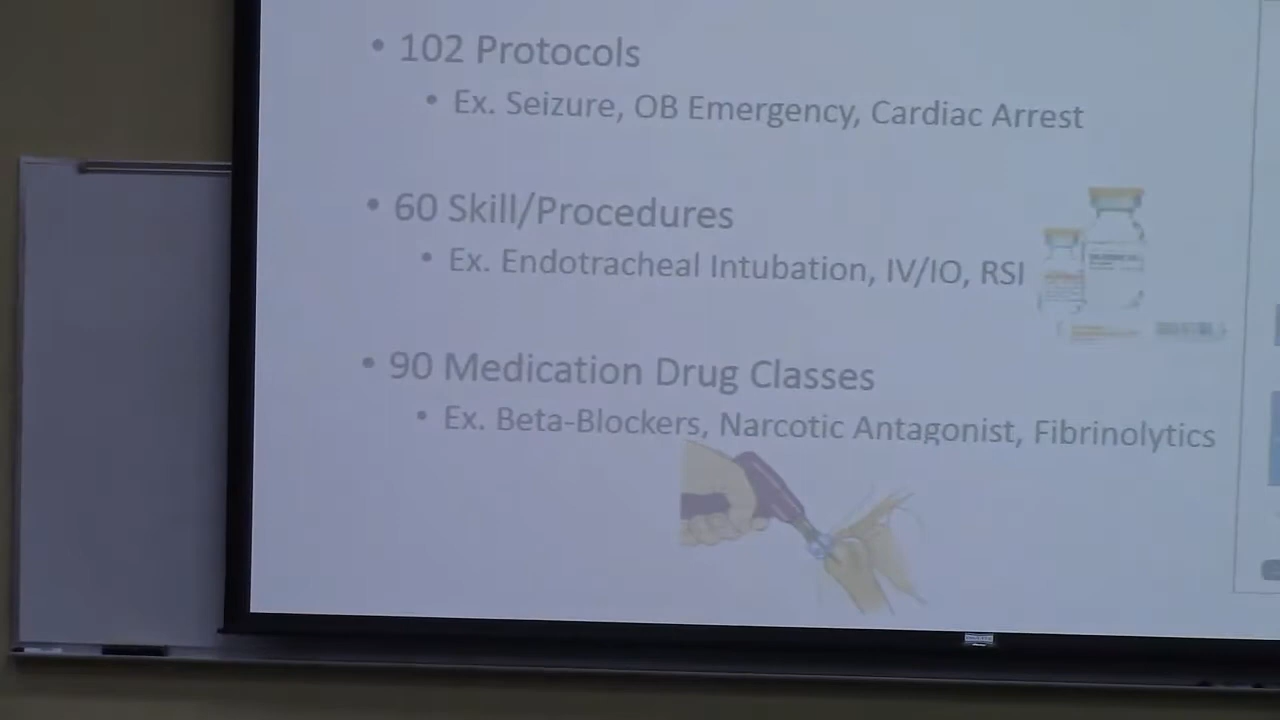 • 102 Protocols
• Ex. Seizure, OB Emergency, Cardiac Arrest
• 60 Skill/Procedures
• Ex. Endotracheal Intubation, IV/IO, RSI
• 90 Medication Drug Classes
• Ex. Beta-Blockers, Narcotic Antagonist, Fibrinolytics